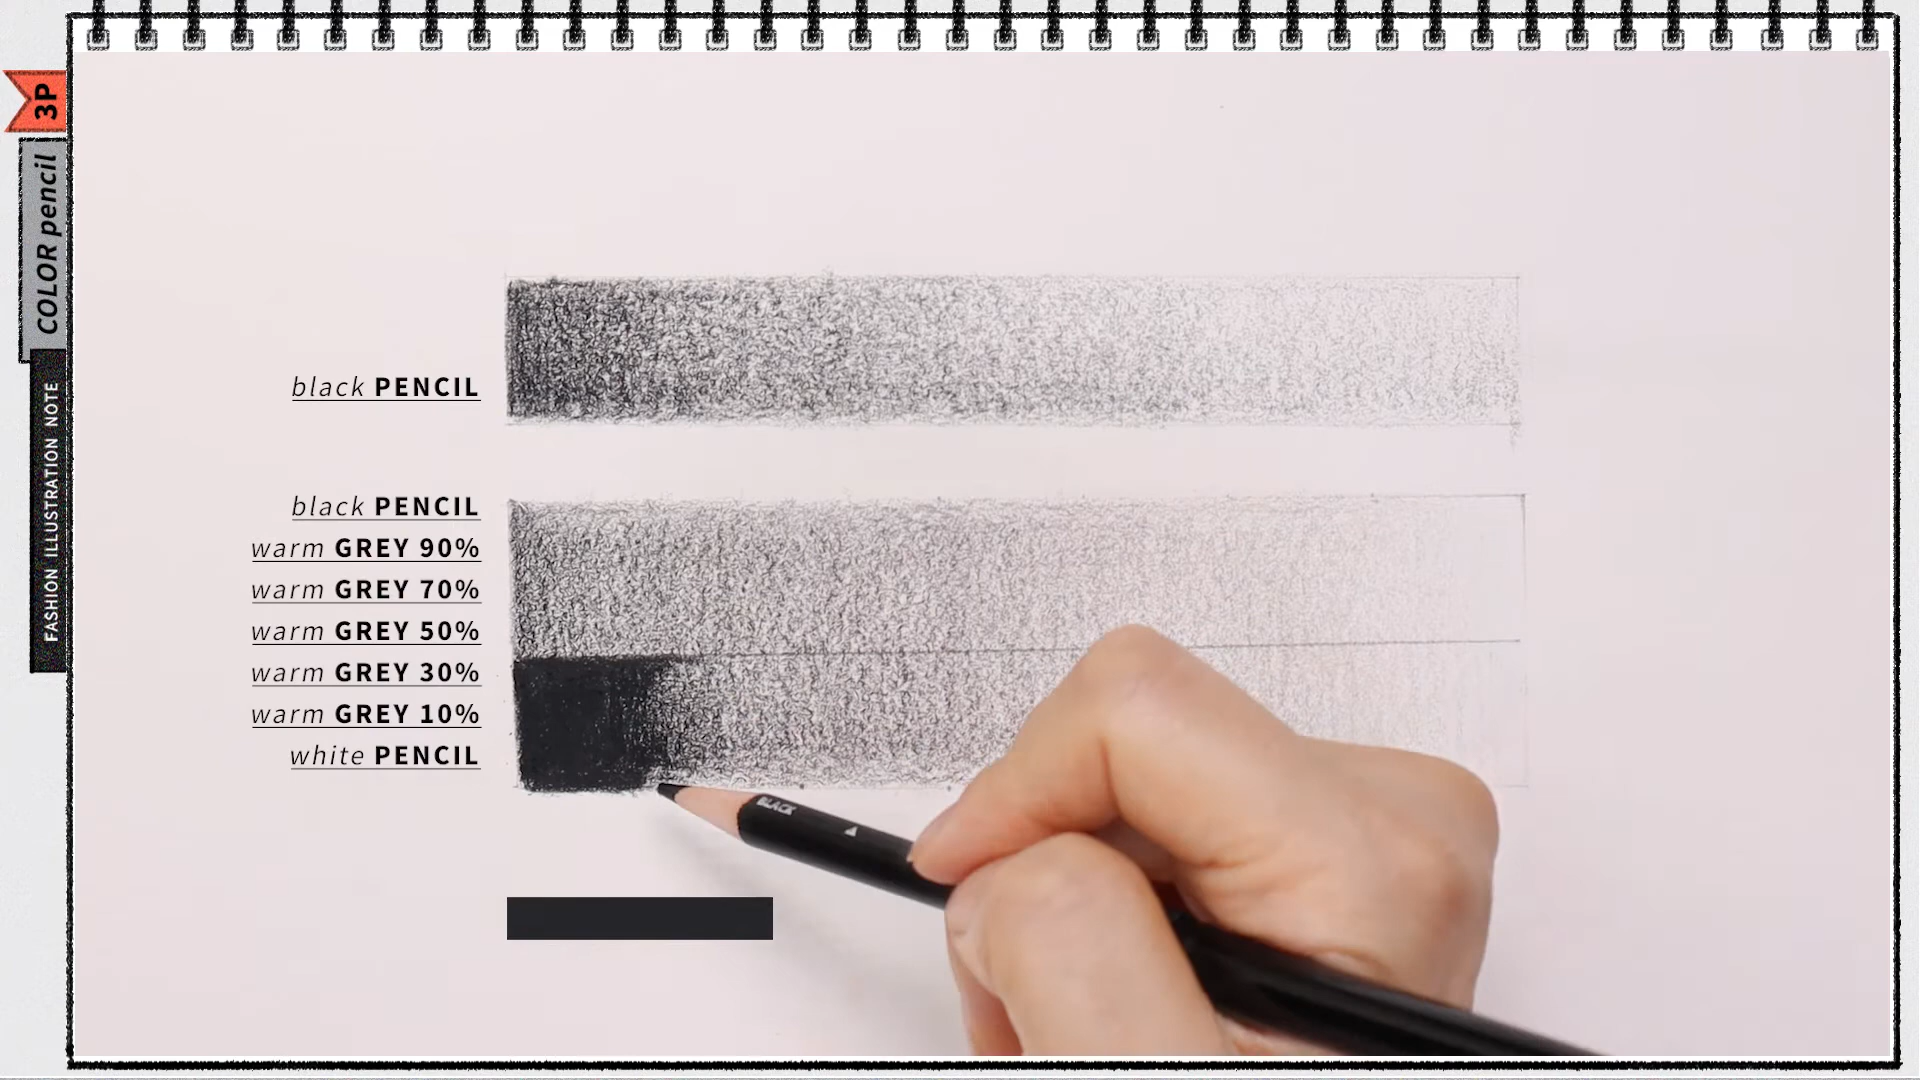 3P
COLOR pencil
FASHION ILLUSTRATION NOTE
black PENCIL
black PENCIL
warm GREY 90%
warm GREY 70%
warm GREY 50%
warm GREY 30%
warm GREY 10%
white PENCIL
BLACK